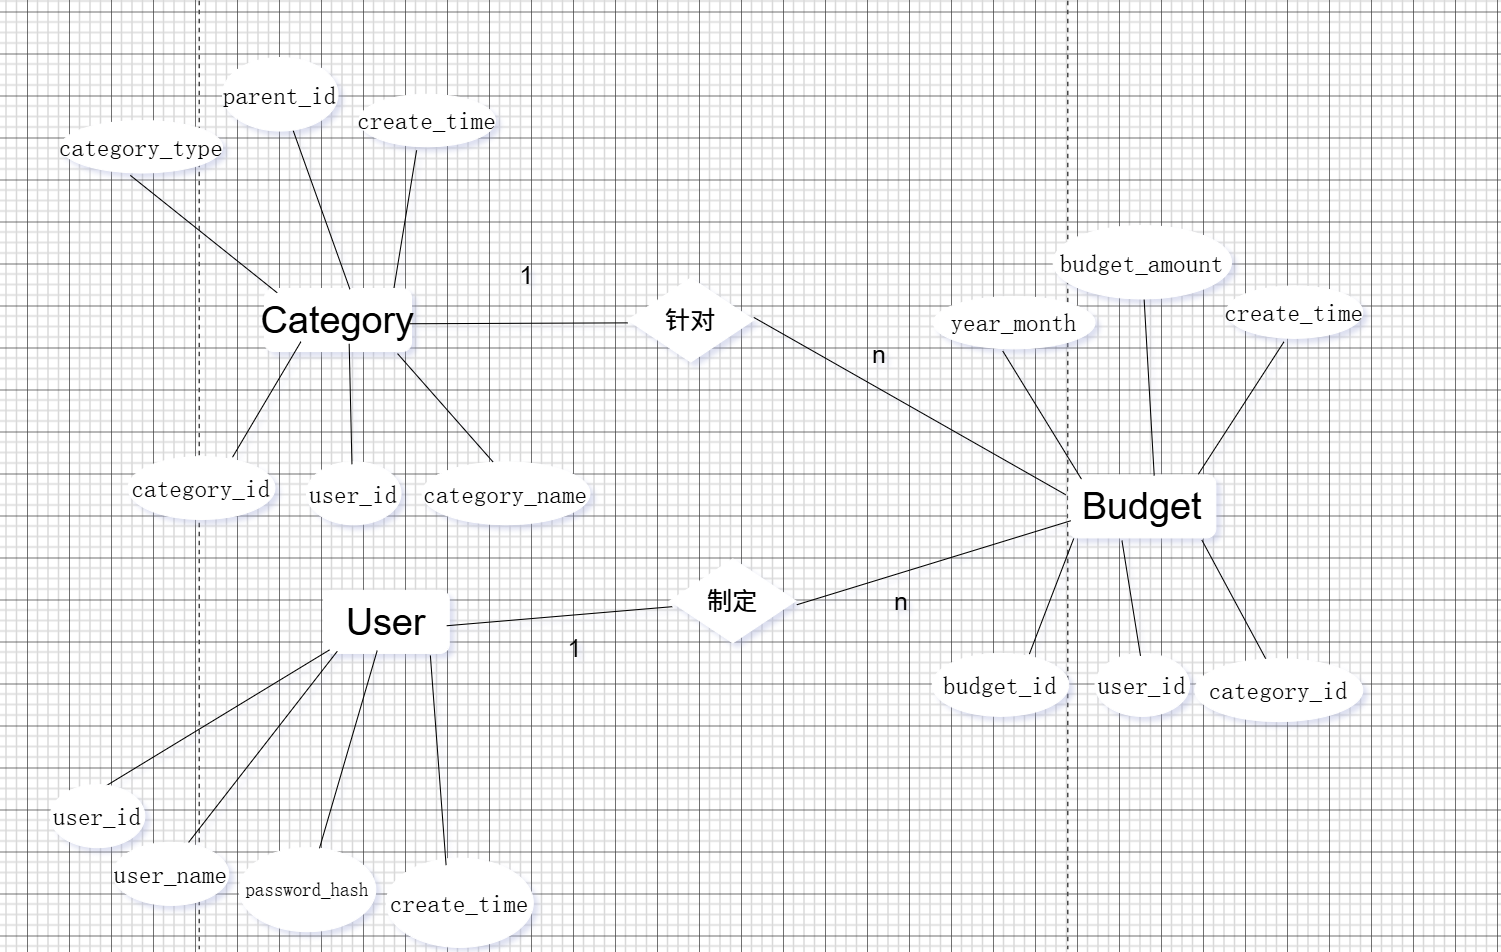 parent_id
create_time
category_type
Category
1
针对
n
budget_amount
year_month
create_time
category_id
user_id
category_name
Budget
User
1
制定
n
budget_id
user_id
category_id
user_id
user_name
password_hash
create_time